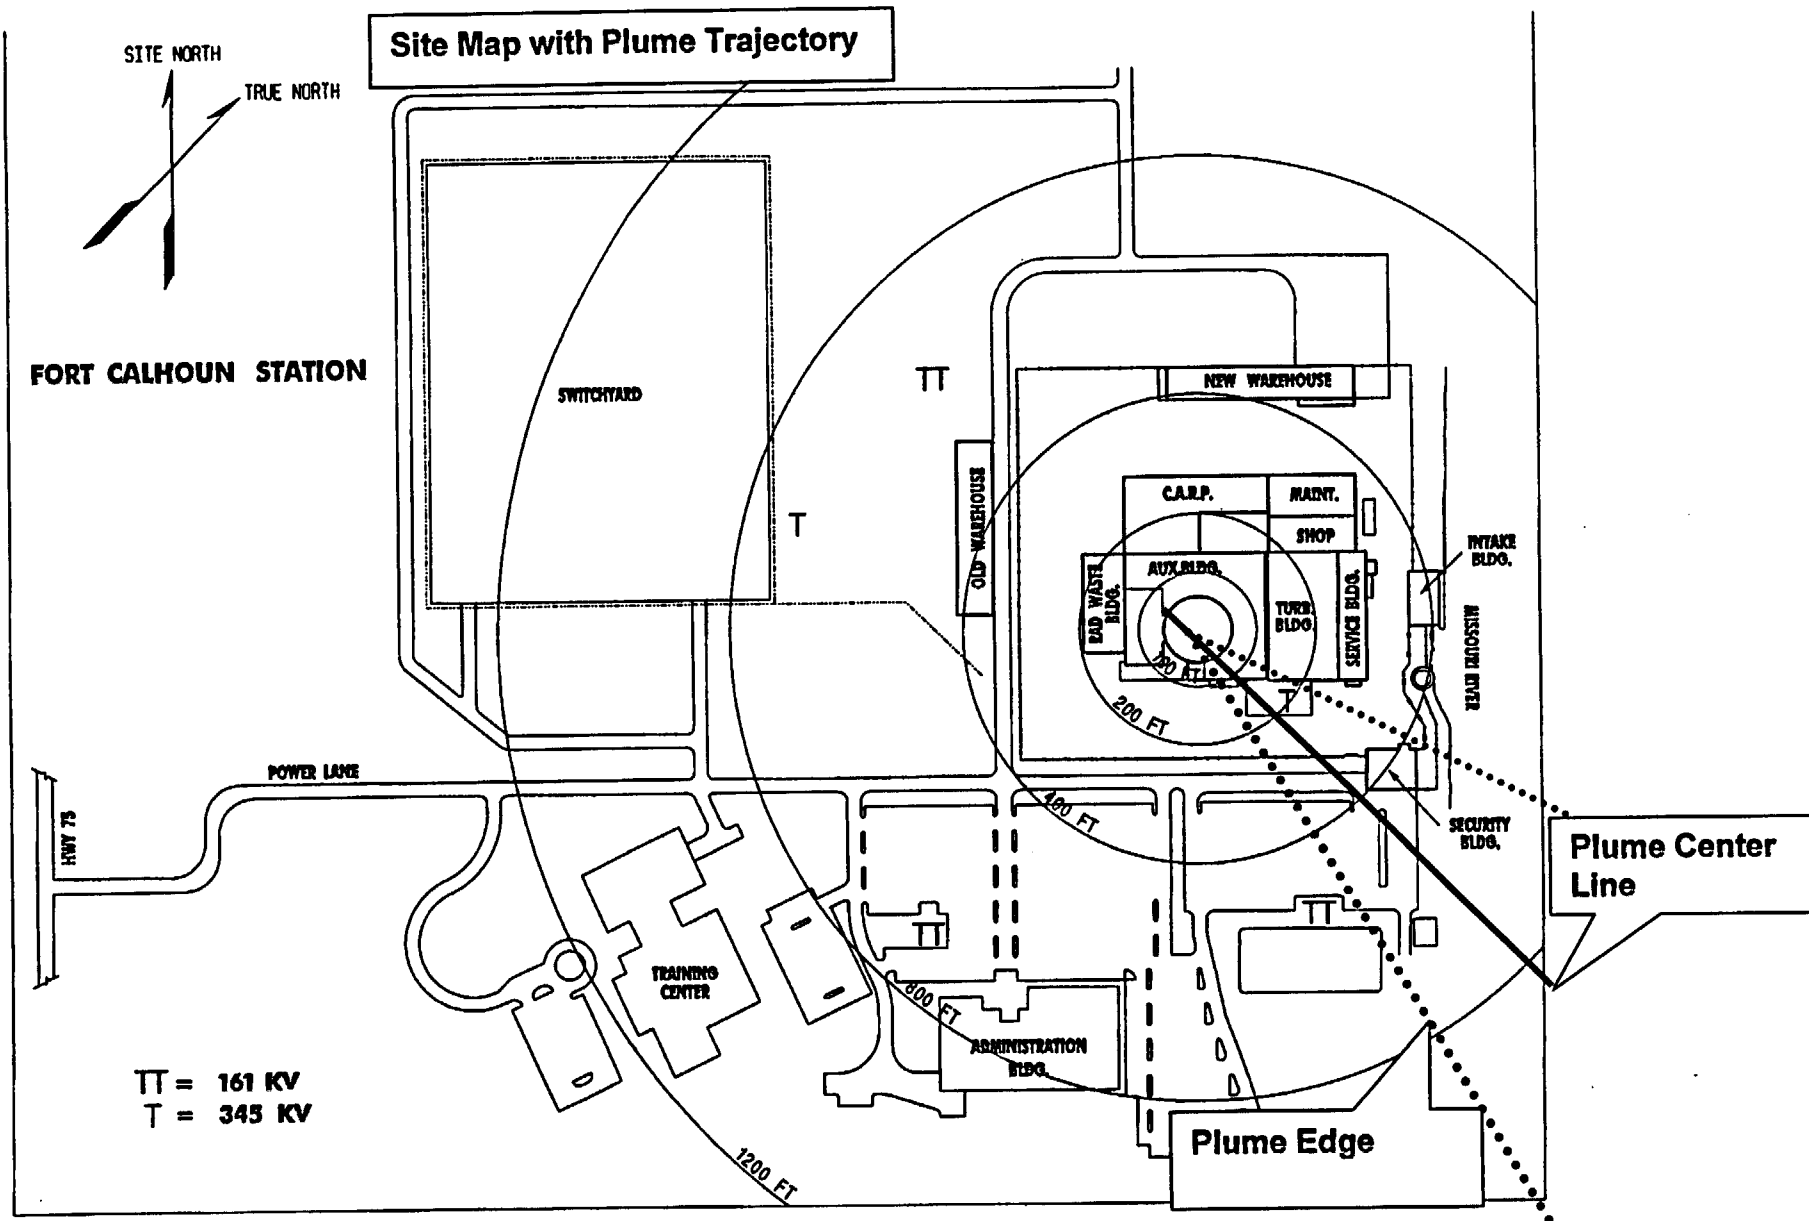 Site Map with Plume Trajectory
SITE NORTH
TRUE NORTH
FORT CALHOUN STATION
SWITCHYARD
TT
T
NEW WAREHOUSE
OLD WAREHOUSE
C.A.R.P.
MAINT.
SHOP
INTAKE
BLDG.
RAD WASTE
BLDG.
AUX.BLDG.
TURB.
BLDG.
SERVICE BLDG.
MISSOURI RIVER
100 FT
T
200 FT
POWER LANE
HWY 75
400 FT
SECURITY
BLDG.
Plume Center
Line
TT
TT
TRAINING
CENTER
800 FT
ADMINISTRATION
BLDG.
TT = 161 KV
T = 345 KV
Plume Edge
1200 FT